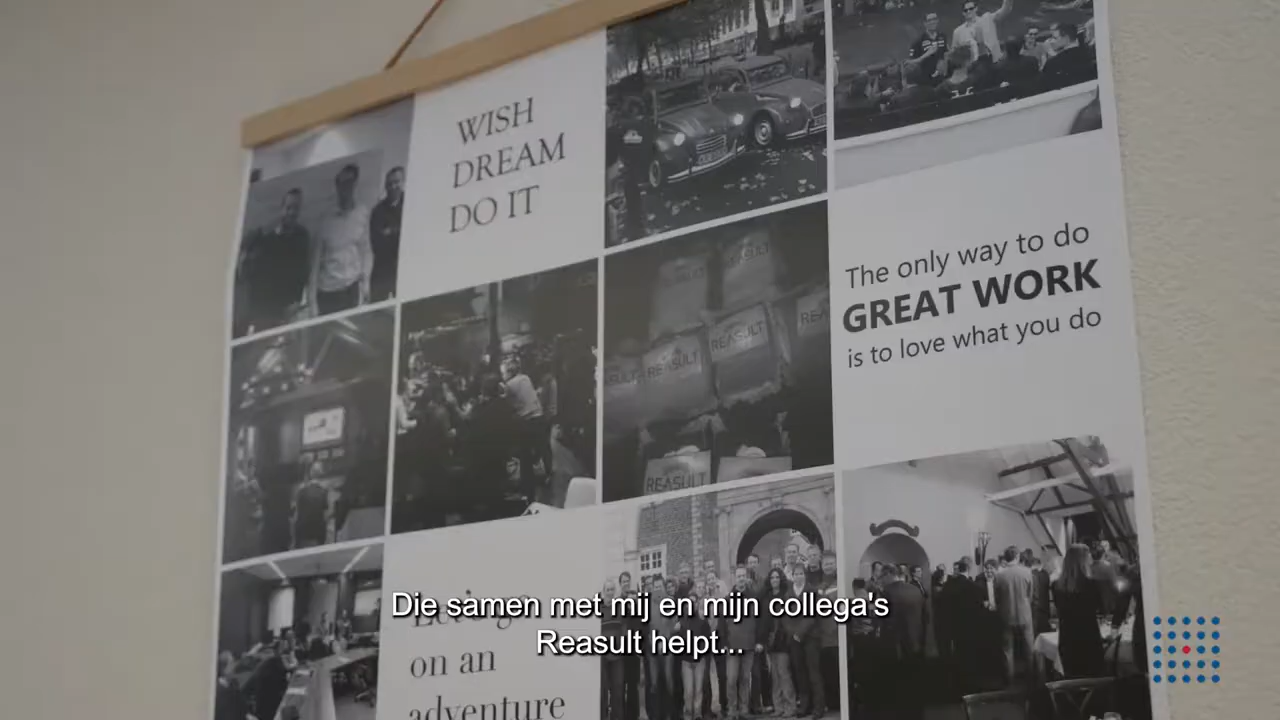 WISH
DREAM
DO IT
The only way to do
GREAT WORK
is to love what you do
REASULT
REASULT
REASULT
REASULT
on an
adventure
Die samen met mij en mijn collega's
Reasult helpt...